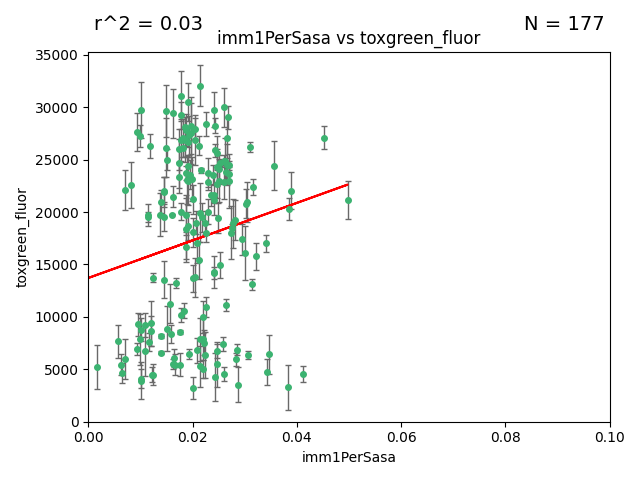 r^2 = 0.03
N = 177
imm1PerSasa vs toxgreen_fluor
35000
30000
25000
20000
15000
10000
5000
0
toxgreen_fluor
0.00
0.02
0.04
0.06
0.08
0.10
imm1PerSasa